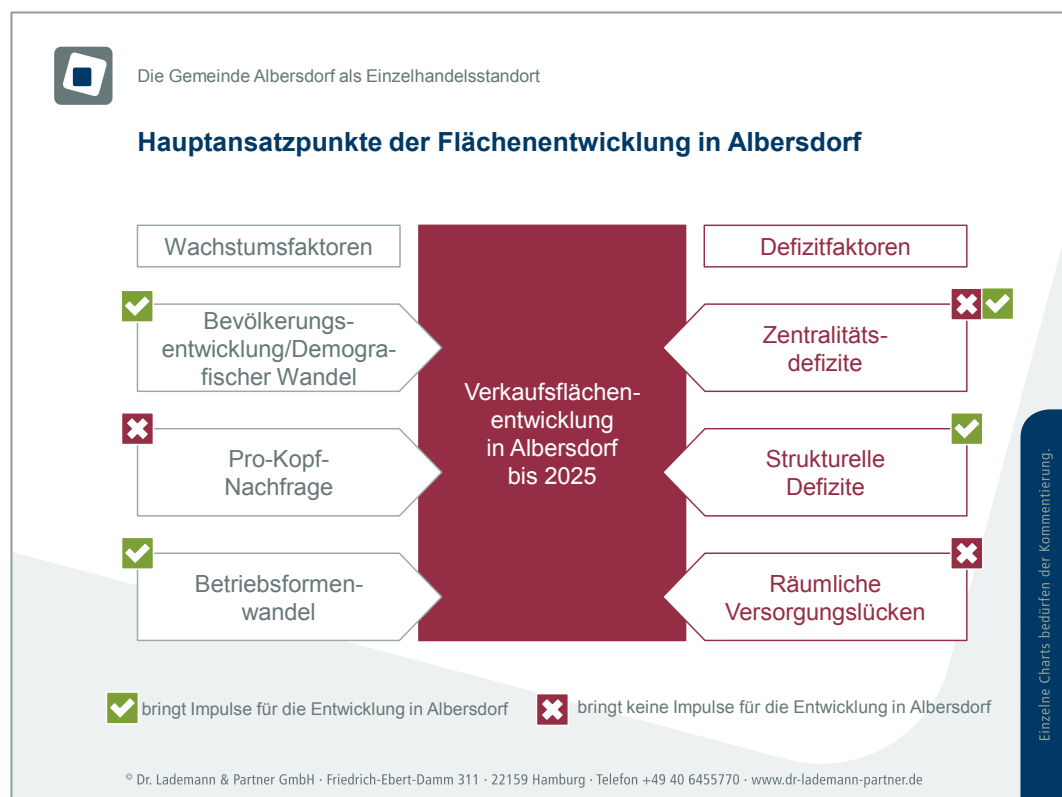 Die Gemeinde Albersdorf als Einzelhandelsstandort
Hauptansatzpunkte der Flächenentwicklung in Albersdorf
Wachstumsfaktoren
Bevölkerungs-
entwicklung/Demogra-
fischer Wandel
Pro-Kopf-
Nachfrage
Betriebsformen-
wandel
Verkaufsflächen-
entwicklung
in Albersdorf
bis 2025
Defizitfaktoren
Zentralitäts-
defizite
Strukturelle
Defizite
Räumliche
Versorgungslücken
bringt Impulse für die Entwicklung in Albersdorf
bringt keine Impulse für die Entwicklung in Albersdorf
Einzelne Charts bedürfen der Kommentierung.
© Dr. Lademann & Partner GmbH · Friedrich-Ebert-Damm 311 · 22159 Hamburg · Telefon +49 40 6455770 · www.dr-lademann-partner.de